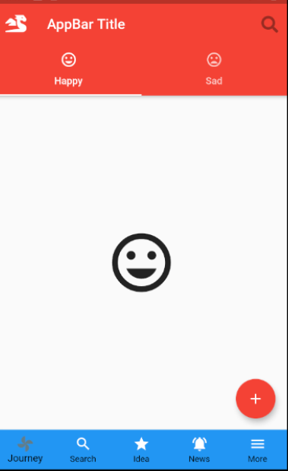 AppBar Title
Happy
Sad
Journey
Search
Idea
News
More